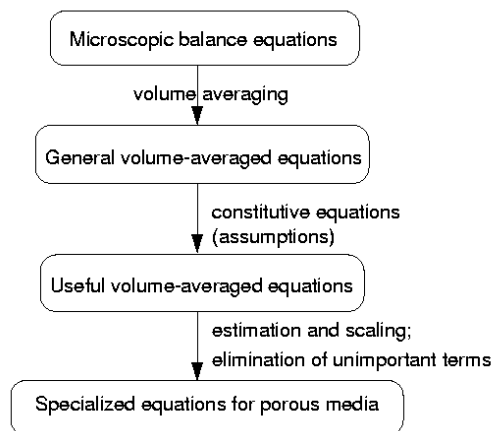 Microscopic balance equations
volume averaging
General volume-averaged equations
constitutive equations
(assumptions)
Useful volume-averaged equations
estimation and scaling;
elimination of unimportant terms
Specialized equations for porous media